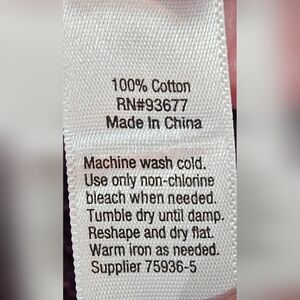 100% Cotton
RN#93677
Made In China
Machine wash cold.
Use only non-chlorine
bleach when needed.
Tumble dry until damp.
Reshape and dry flat.
Warm iron as needed.
Supplier 75936-5